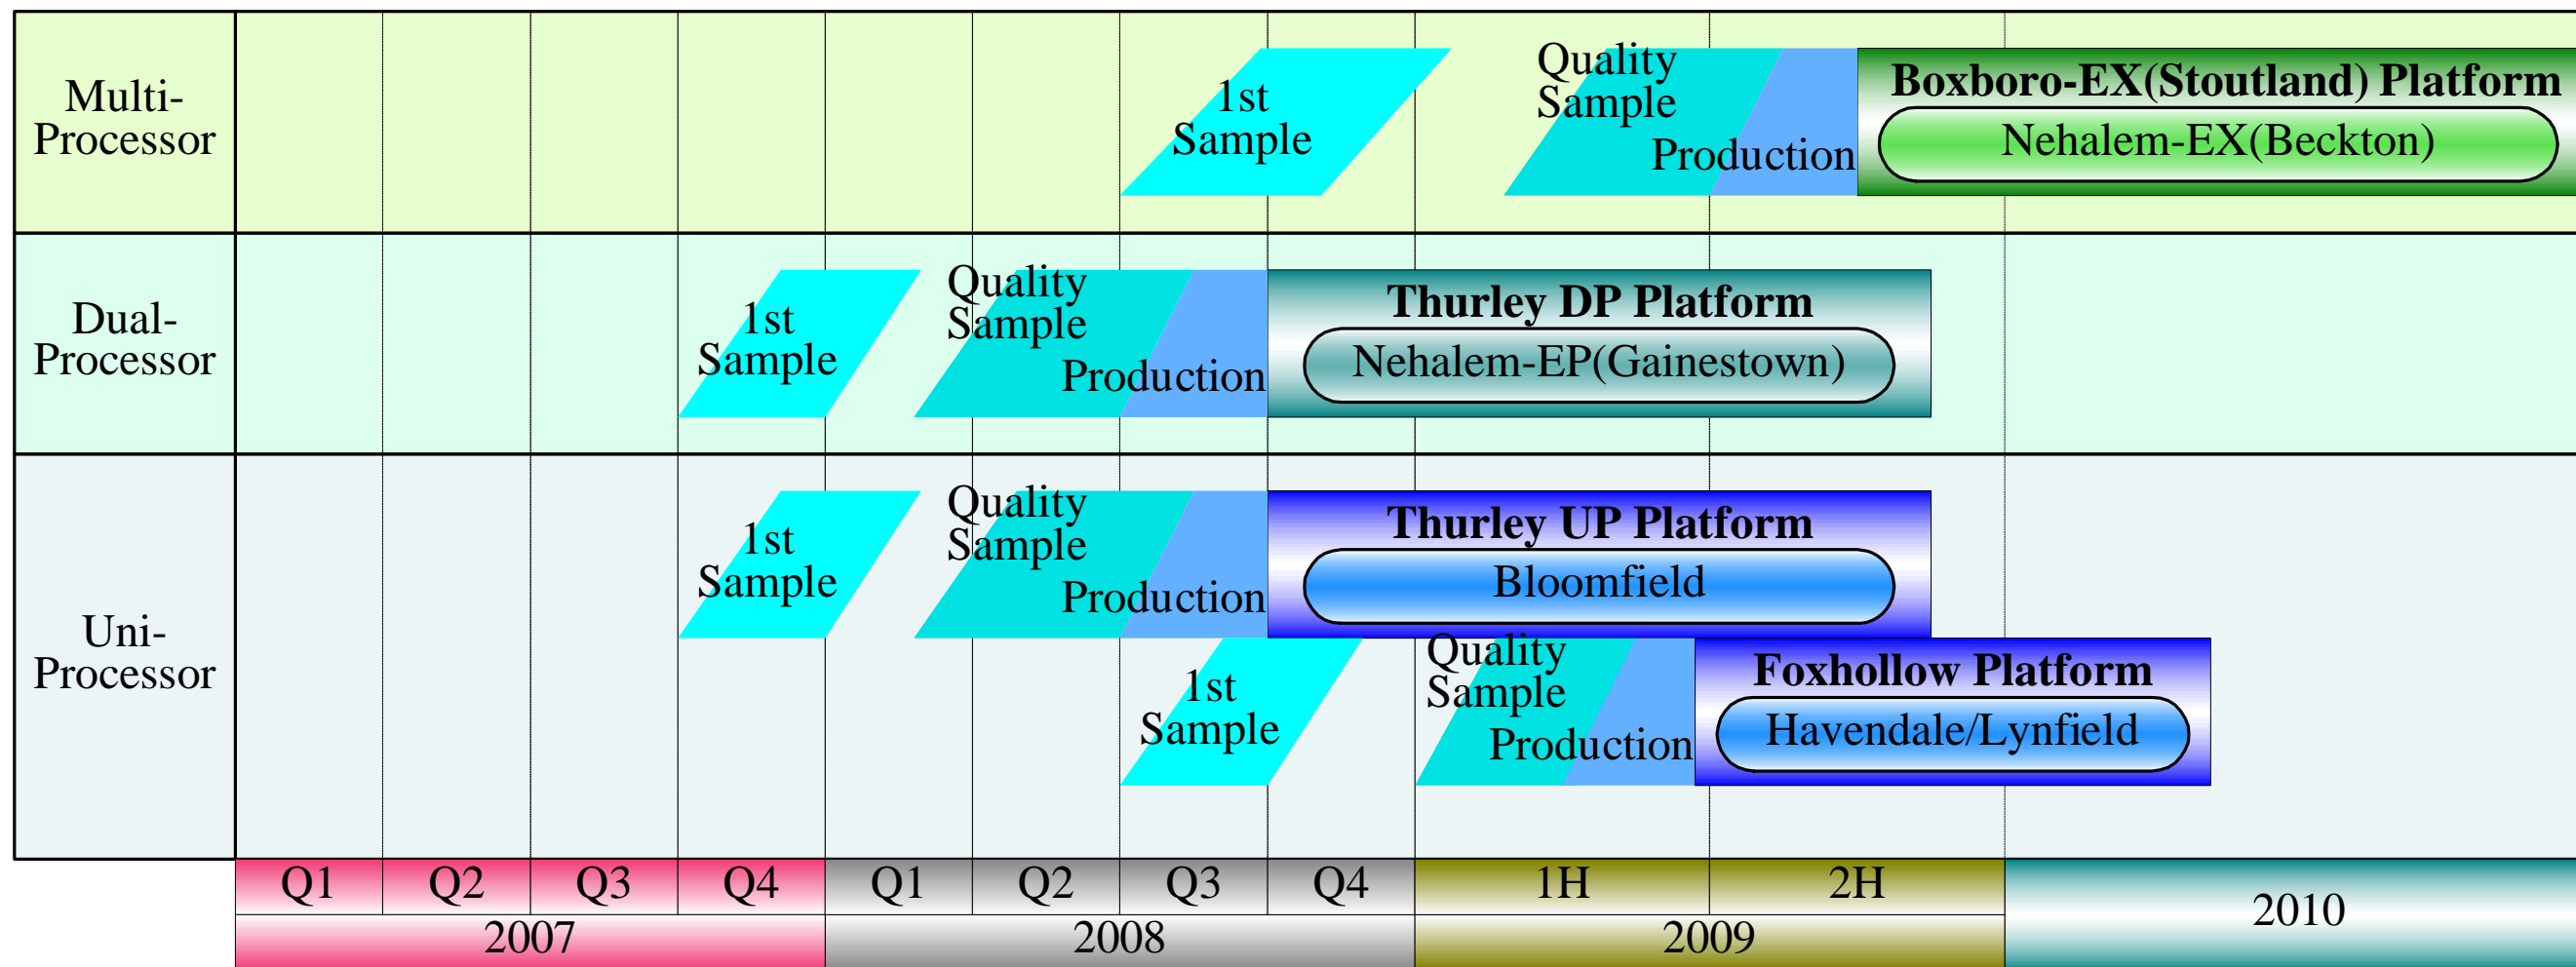 Multi-
Processor
1st
Sample
Quality
Sample
Production
Boxboro-EX(Stoutland) Platform
Nehalem-EX(Beckton)
Dual-
Processor
1st
Sample
Quality
Sample
Production
Thurley DP Platform
Nehalem-EP(Gainestown)
Uni-
Processor
1st
Sample
Quality
Sample
Production
Thurley UP Platform
Bloomfield
1st
Sample
Quality
Sample
Production
Foxhollow Platform
Havendale/Lynfield
Q1 Q2 Q3 Q4 Q1 Q2 Q3 Q4 1H 2H
2007 2008 2009 2010